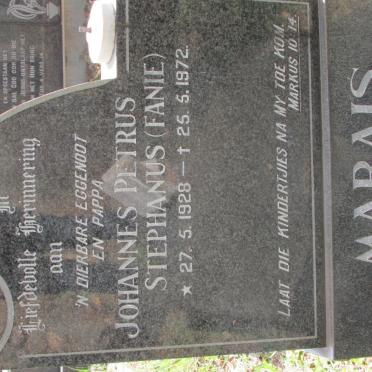 In
Liefdevolle Herinnering
aan
'N DIERBARE EGGENOOT
EN PAPPA
JOHANNES PETRUS
STEPHANUS (FANIE)
★ 27. 5. 1928 – † 25. 5. 1972.
LAAT DIE KINDERTJIES NA MY TOE KOM.
MARKUS 10:14.
MARAIS